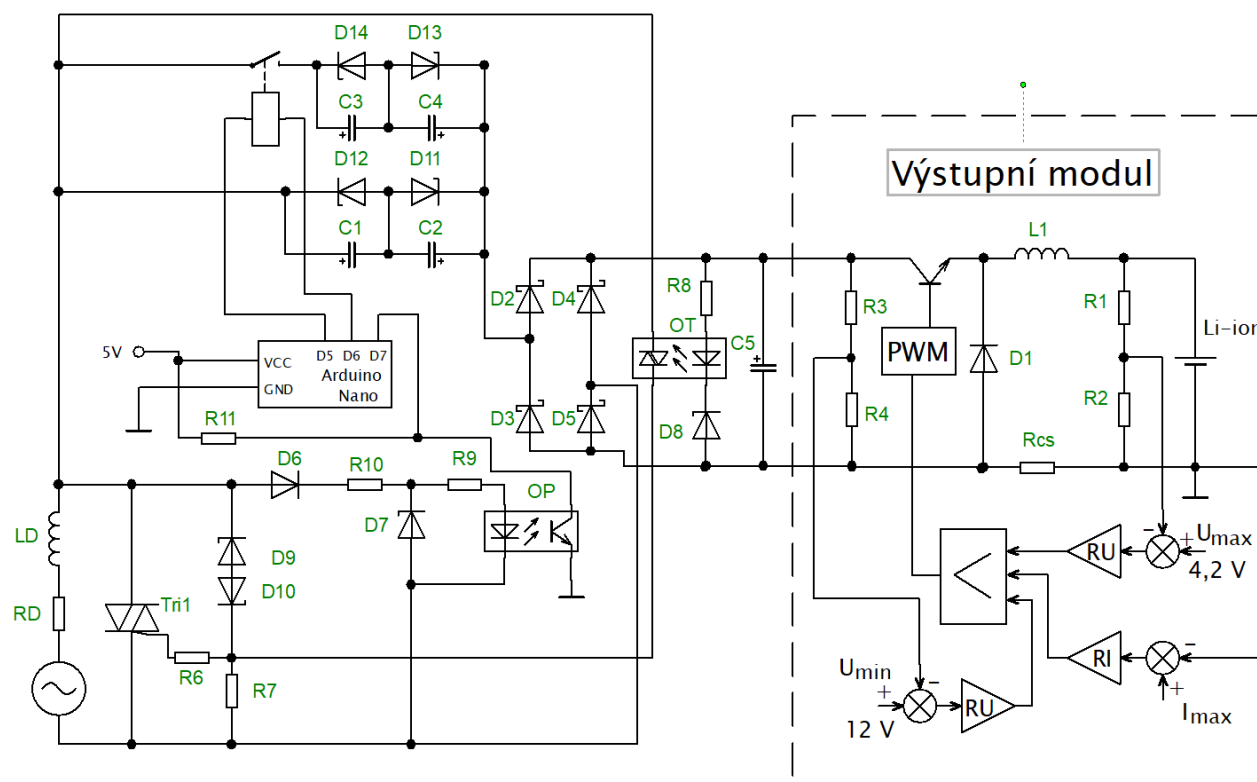 D14 D13
C3 C4
D12 D11
C1 C2
Výstupní modul
L1
D2 D4 R8
OT
C5
R3
R1
Li-ion
PWM
D1
R4
R2
D3 D5
D8
Rcs
5V
D5 D6 D7
VCC
Arduino
Nano
GND
R11
D6 R10 R9
OP
LD
D7
D9
D10
RD
Tri1
R6
R7
+ + + + +
− + Umax
RU
4,2 V
−
RI
+
Imax
Umin
+ −
RU
12 V